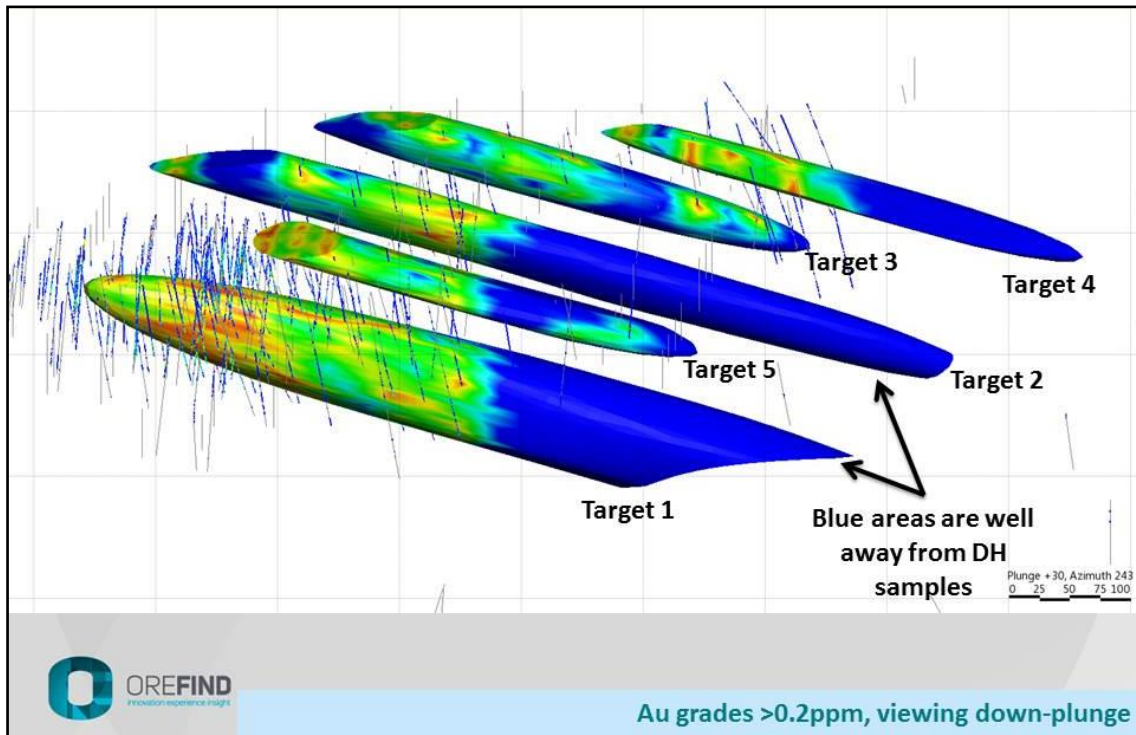 Target 3
Target 4
Target 5
Target 2
Target 1
Blue areas are well
away from DH
samples
Plunge +30, Azimuth 243
0 25 50 75 100
OREFIND
innovation experience insight
Au grades >0.2ppm, viewing down-plunge